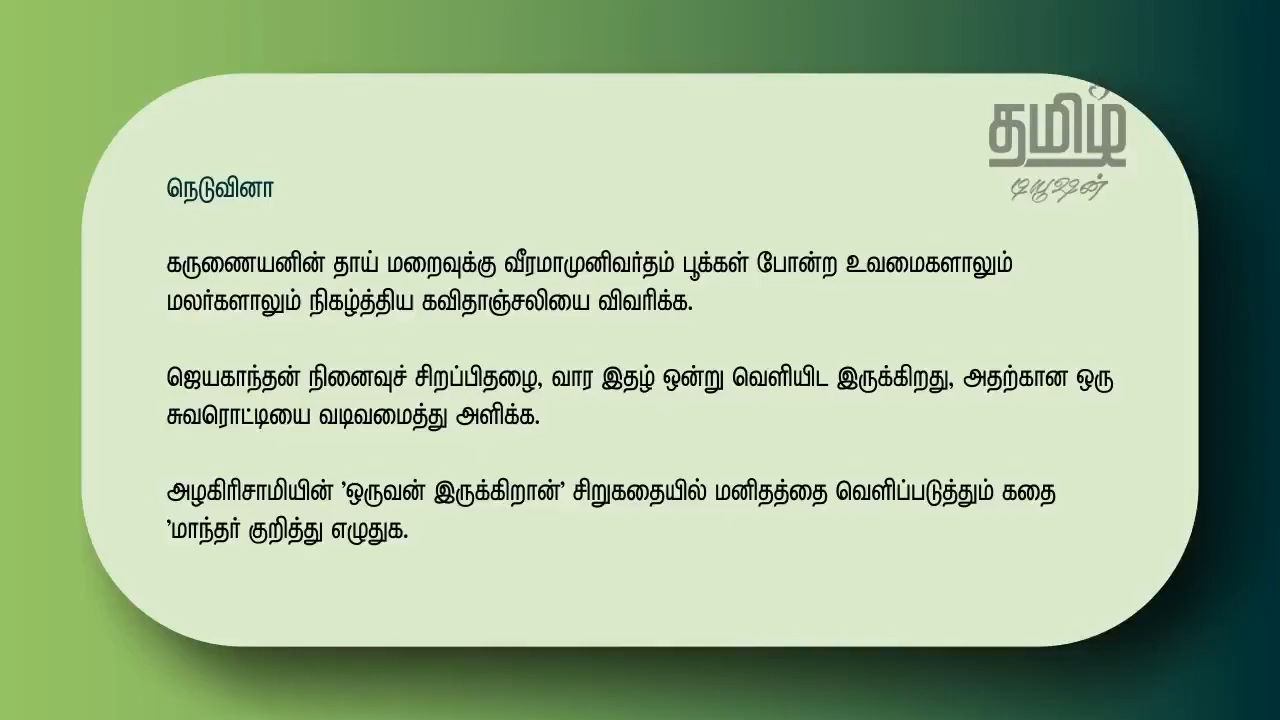 தமிழ்
டியூஷன்
நெடுவினா
கருணையனின் தாய் மறைவுக்கு வீரமாமுனிவர்தம் பூக்கள் போன்ற உவமைகளாலும்
மலர்களாலும் நிகழ்த்திய கவிதாஞ்சலியை விவரிக்க.
ஜெயகாந்தன் நினைவுச் சிறப்பிதழை, வார இதழ் ஒன்று வெளியிட இருக்கிறது, அதற்கான ஒரு
சுவரொட்டியை வடிவமைத்து அளிக்க.
அழகிரிசாமியின் ’ஒருவன் இருக்கிறான்’ சிறுகதையில் மனிதத்தை வெளிப்படுத்தும் கதை
’மாந்தர் குறித்து எழுதுக.